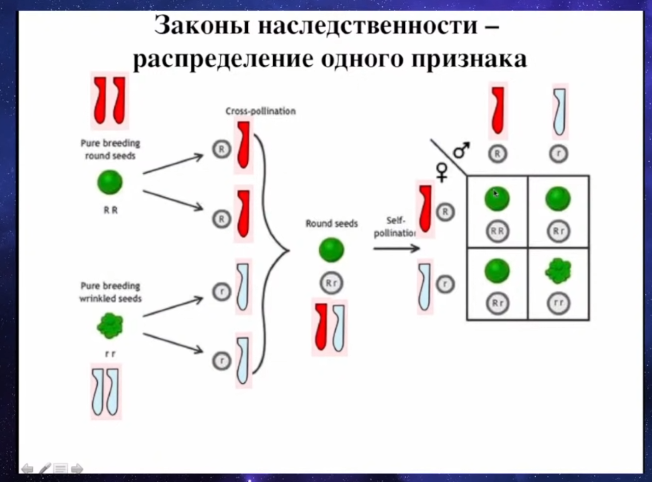 Законы наследственности –
распределение одного признака
Cross-pollination
Pure breeding
round seeds
R R
R
R
Pure breeding
wrinkled seeds
r r
r
r
Round seeds
Rr
Self-
pollination
♂
♀
R
r
R
RR
Rr
r
Rr
rr